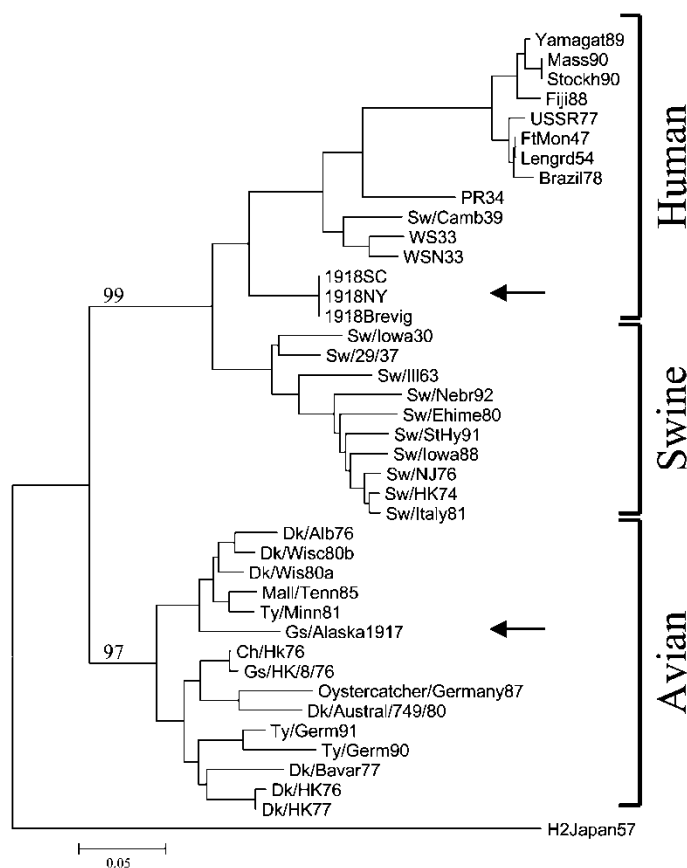 Yamagat89
Mass90
Stockh90
Fiji88
USSR77
FtMon47
Lengrd54
Brazil78
PR34
Sw/Camb39
WS33
WSN33
1918SC
99
1918NY
1918Brevig
Human
Sw/Iowa30
Sw/29/37
Sw/Ill63
Sw/Nebr92
Sw/Ehime80
Sw/StHy91
Sw/Iowa88
Sw/NJ76
Sw/HK74
Sw/Italy81
Swine
Dk/Alb76
Dk/Wisc80b
Dk/Wis80a
Mall/Tenn85
Ty/Minn81
Gs/Alaska1917
97
Ch/Hk76
Gs/HK/8/76
Oystercatcher/Germany87
Dk/Austral/749/80
Ty/Germ91
Ty/Germ90
Dk/Bavar77
Dk/HK76
Dk/HK77
Avian
H2Japan57
0.05